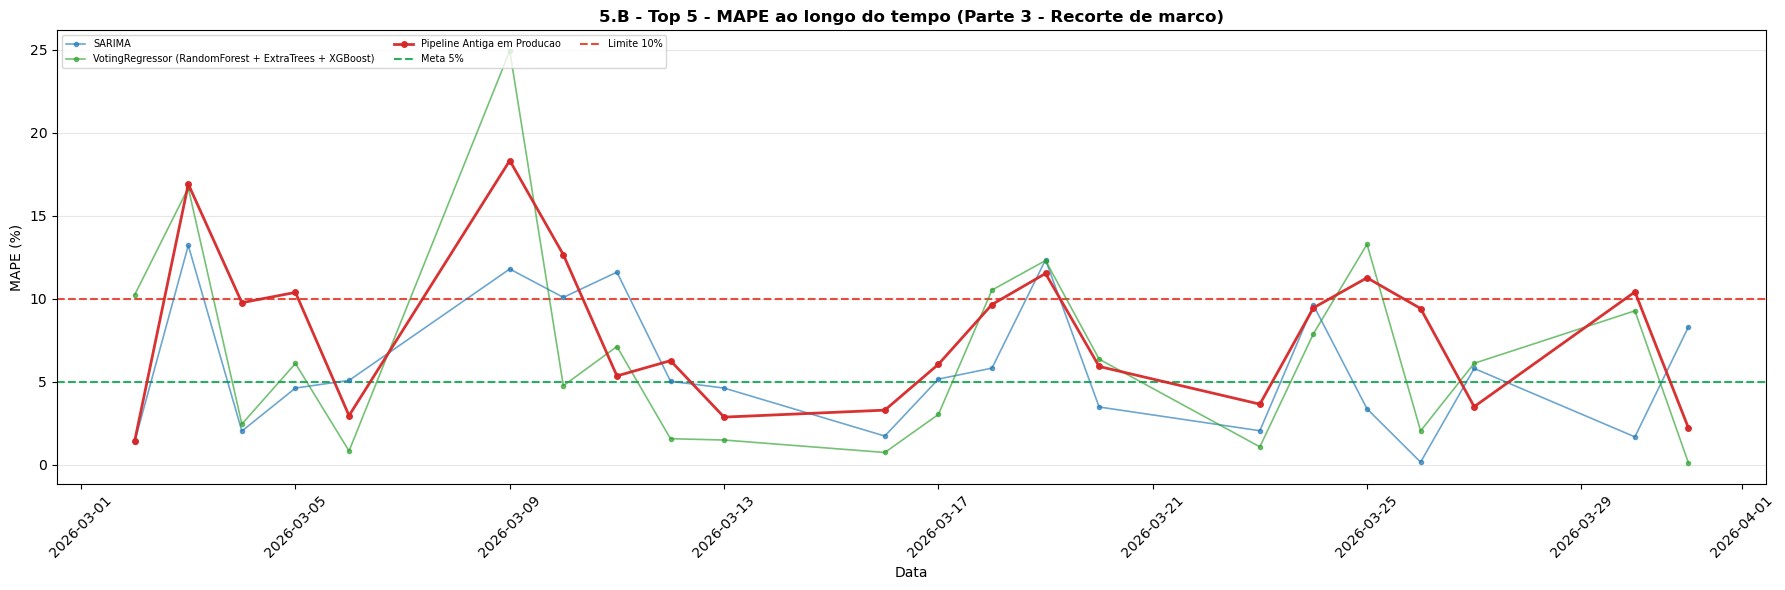 5.B - Top 5 - MAPE ao longo do tempo (Parte 3 - Recorte de marco)
SARIMA
VotingRegressor (RandomForest + ExtraTrees + XGBoost)
Pipeline Antiga em Producao
Meta 5%
Limite 10%
MAPE (%)
25
20
15
10
5
0
2026-03-01
2026-03-05
2026-03-09
2026-03-13
2026-03-17
2026-03-21
2026-03-25
2026-03-29
2026-04-01
Data